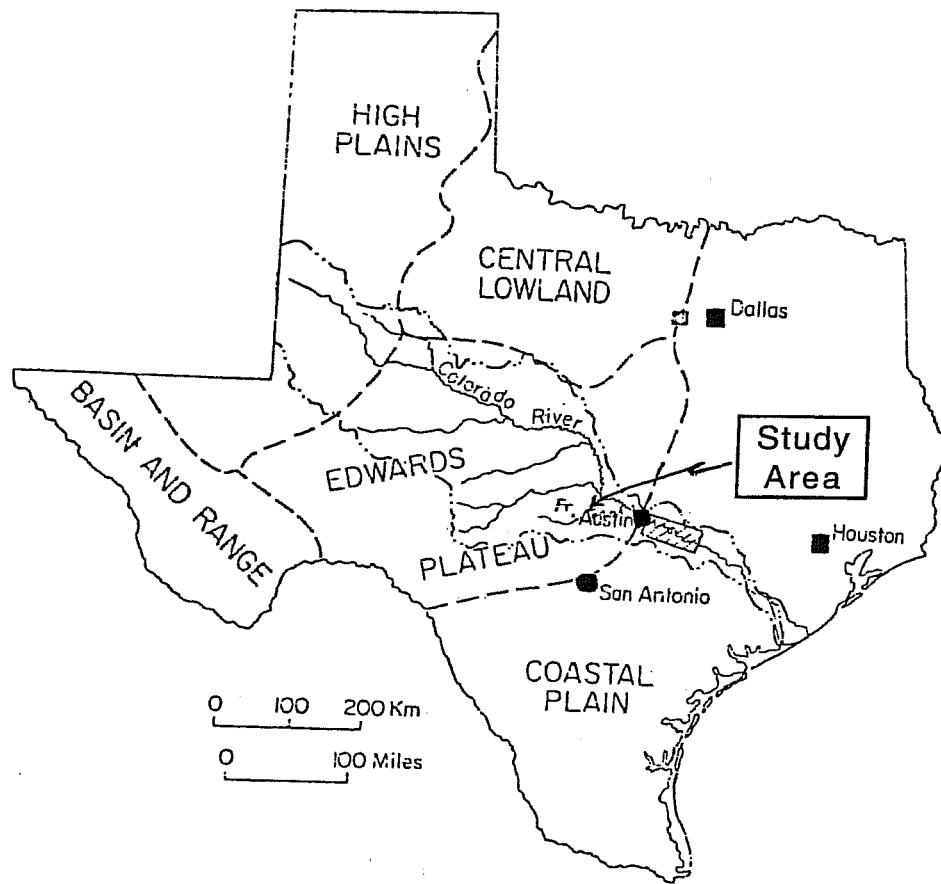 HIGH
PLAINS
CENTRAL
LOWLAND
Dallas
Colorado
River
BASIN AND RANGE
EDWARDS
Study
Area
Fr.
Austin
Houston
PLATEAU
San Antonio
COASTAL
PLAIN
0 100 200 Km
0 100 Miles